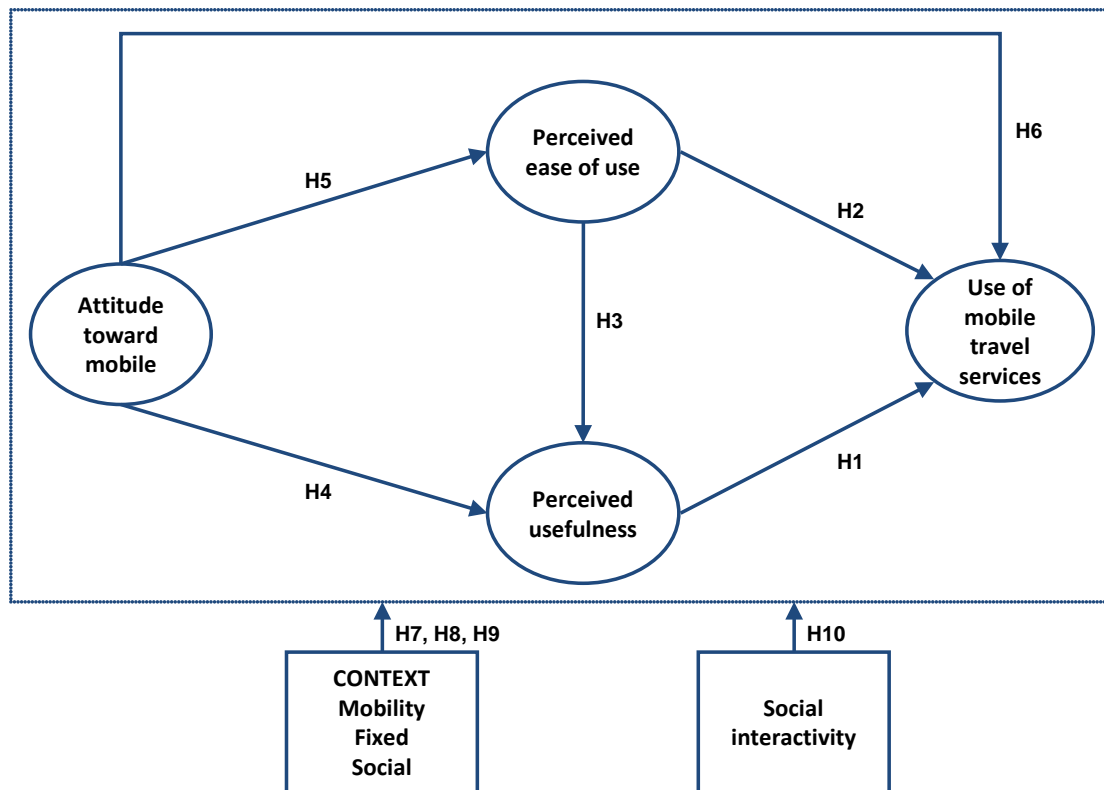 Perceived
ease of use
H6
H5
H2
Attitude
toward
mobile
H3
Use of
mobile
travel
services
H4
H1
Perceived
usefulness
H7, H8, H9
H10
CONTEXT
Mobility
Fixed
Social
Social
interactivity